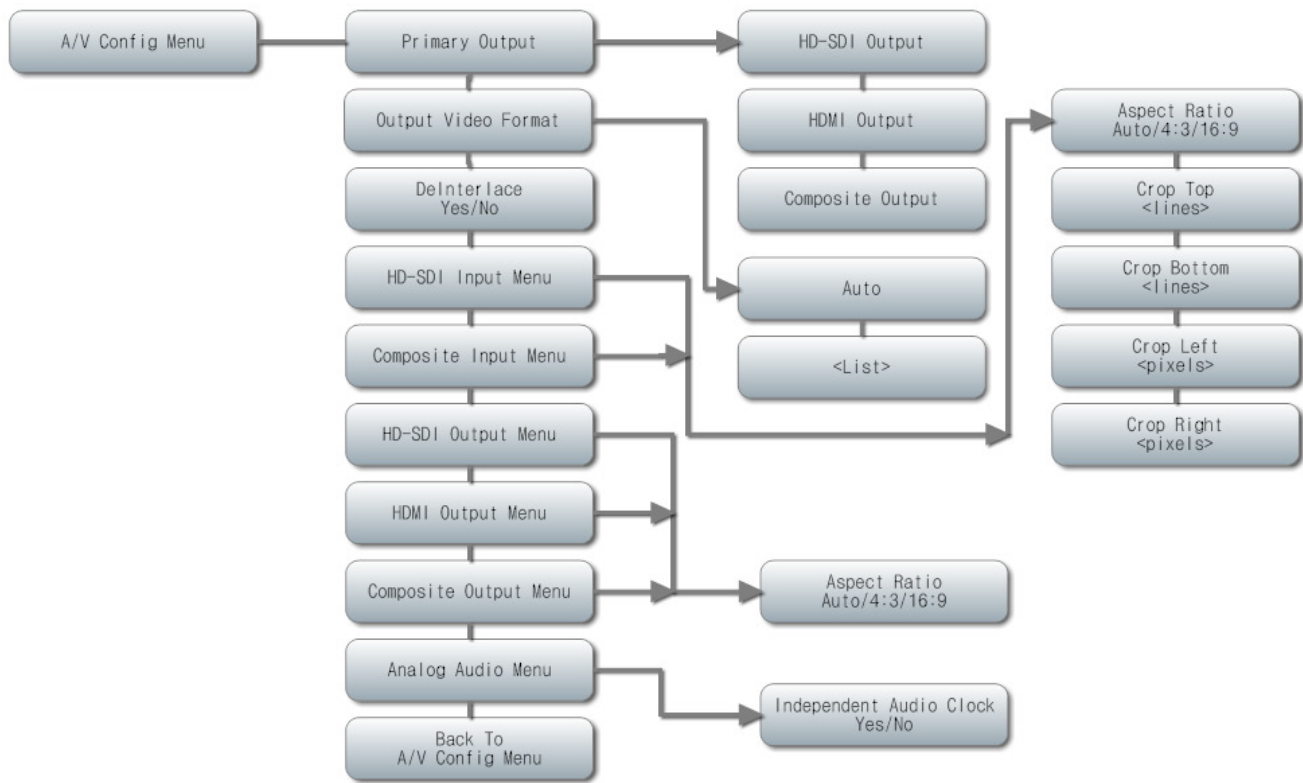 A/V Config Menu
Primary Output
Output Video Format
DeInterlace
Yes/No
HD-SDI Input Menu
Composite Input Menu
HD-SDI Output Menu
HDMI Output Menu
Composite Output Menu
Analog Audio Menu
Back To
A/V Config Menu
HD-SDI Output
HDMI Output
Composite Output
Auto
<List>
Aspect Ratio
Auto/4:3/16:9
Crop Top
<lines>
Crop Bottom
<lines>
Crop Left
<pixels>
Crop Right
<pixels>
Aspect Ratio
Auto/4:3/16:9
Independent Audio Clock
Yes/No